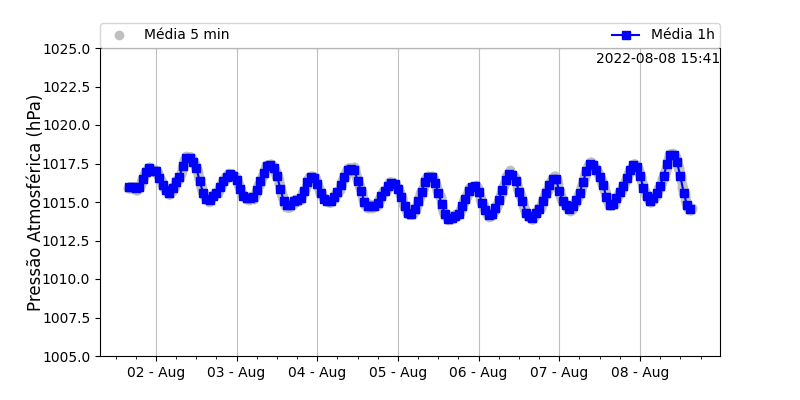 Média 5 min
Média 1h
2022-08-08 15:41
Pressão Atmosférica (hPa)
1025.0
1022.5
1020.0
1017.5
1015.0
1012.5
1010.0
1007.5
1005.0
02 - Aug
03 - Aug
04 - Aug
05 - Aug
06 - Aug
07 - Aug
08 - Aug